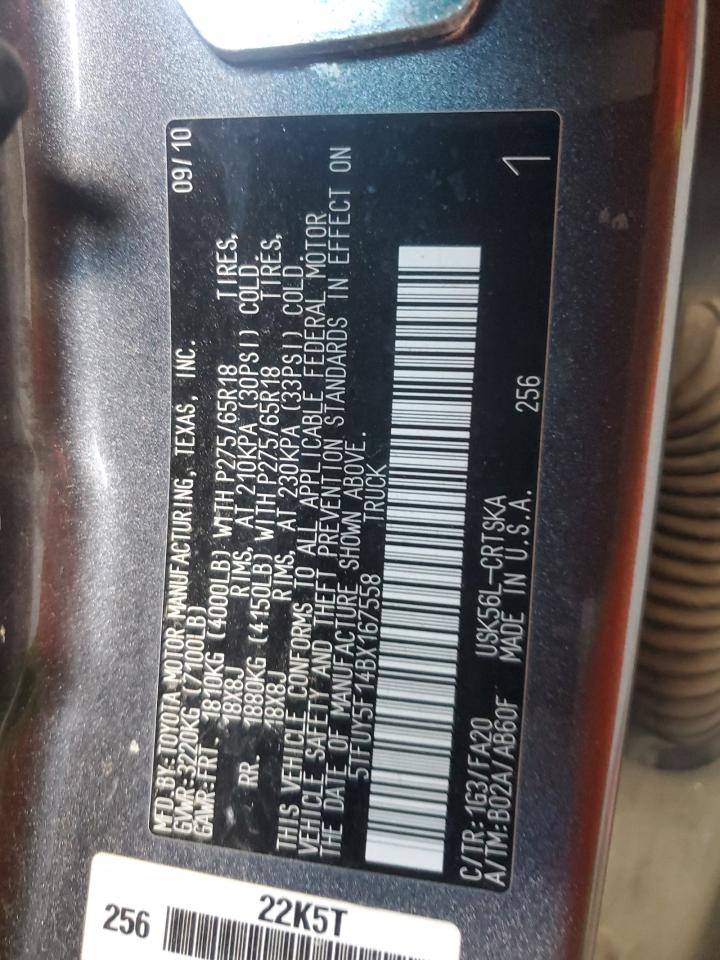 MFD.BY:TOYOTA MOTOR MANUFACTURING, TEXAS, INC. 09/10
GVWR:3220KG (7100LB)
GAWR:FRT. 1810KG (4000LB) WITH P275/65R18 TIRES,
18X8J RIMS, AT 210KPA (30PSI) COLD.
RR. 1880KG (4150LB) WITH P275/65R18 TIRES,
18X8J RIMS, AT 230KPA (33PSI) COLD.
THIS VEHICLE CONFORMS TO ALL APPLICABLE FEDERAL MOTOR
VEHICLE SAFETY AND THEFT PREVENTION STANDARDS IN EFFECT ON
THE DATE OF MANUFACTURE SHOWN ABOVE.
5TFUY5F14BX167558 TRUCK
C/TR:1G3/FA20 USK56L-CRTSKA
A/TM:B02A/AB60F MADE IN U.S.A. 256 1
256 22K5T